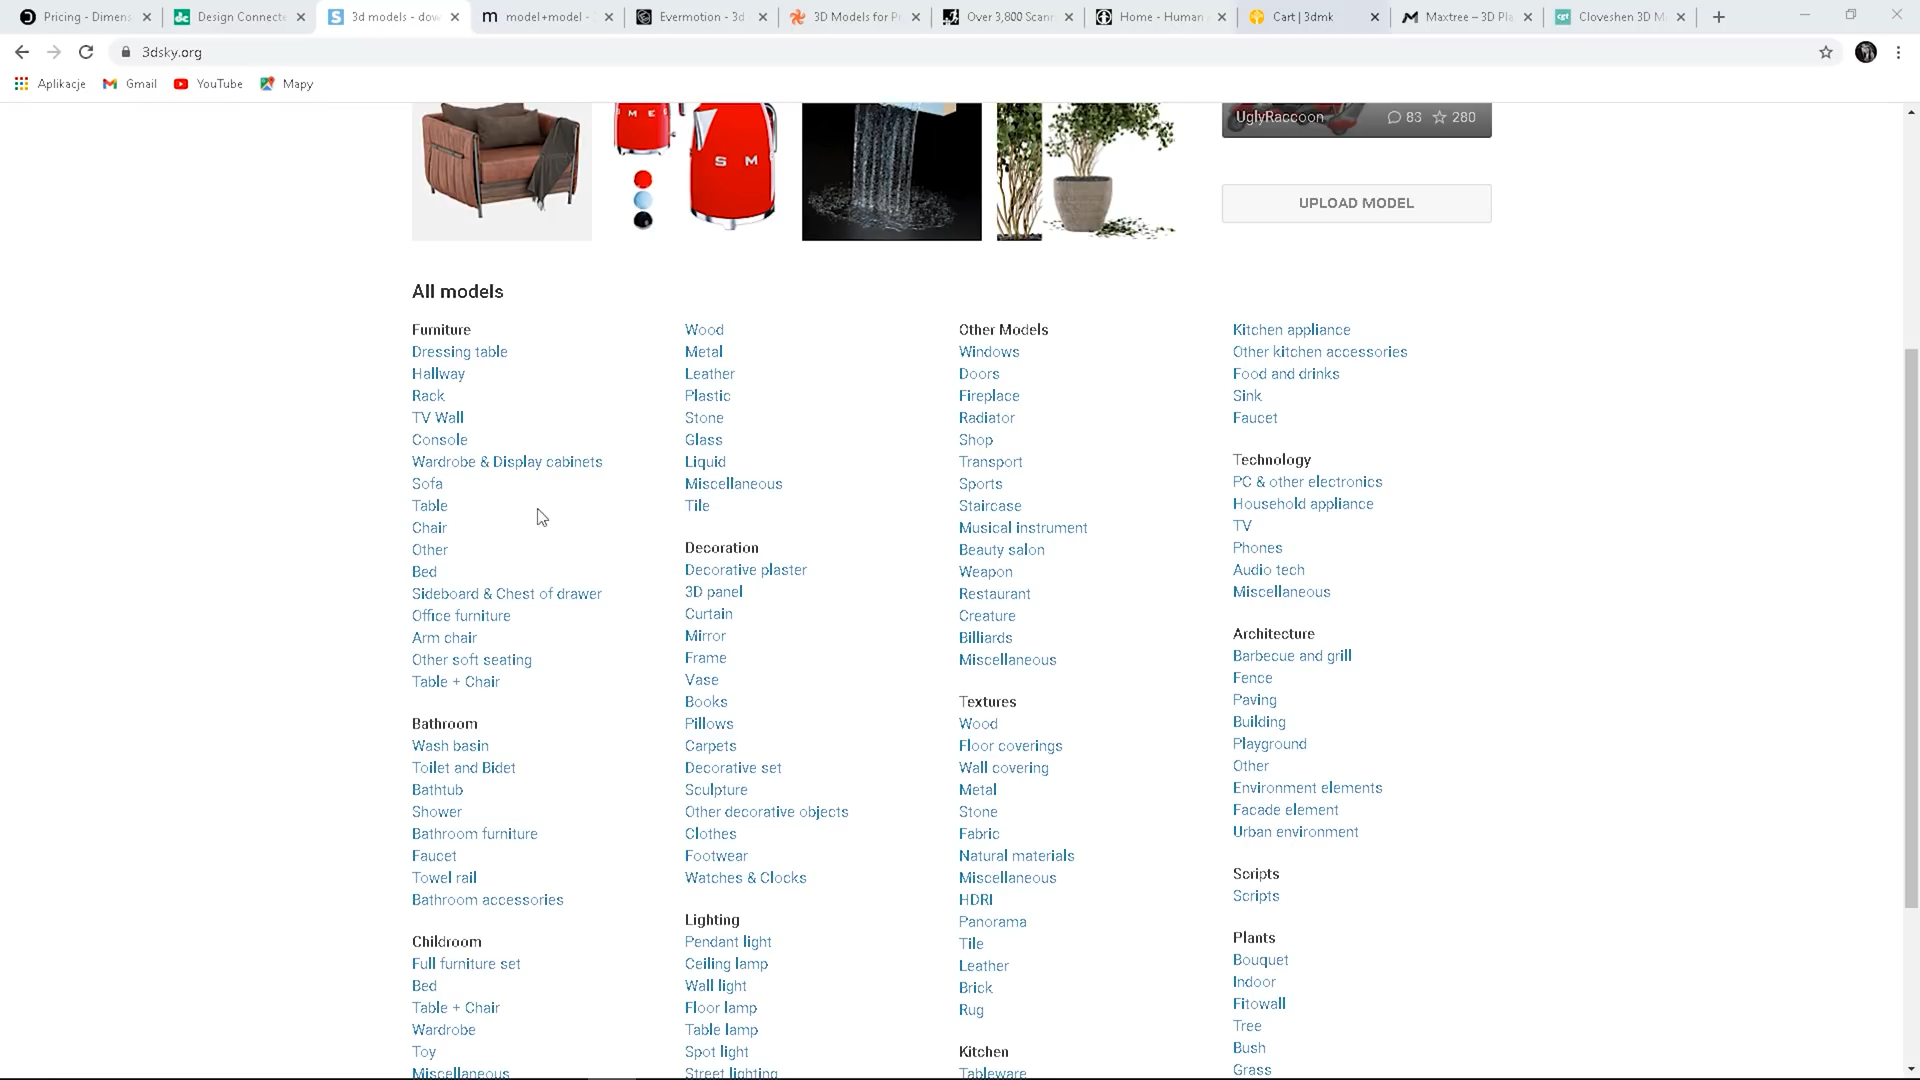 Pricing - Dimens
Design Connecte
3d models - dow
model+model -
Evermotion - 3d
3D Models for P
Over 3,800 Scan
Home - Human
Cart | 3dmk
Maxtree – 3D Pla
Cloveshen 3D M
3dsky.org
Aplikacje
Gmail
YouTube
Mapy
M E
S M
UglyRaccoon 83 280
UPLOAD MODEL
All models
Furniture
Dressing table
Hallway
Rack
TV Wall
Console
Wardrobe & Display cabinets
Sofa
Table
Chair
Other
Bed
Sideboard & Chest of drawer
Office furniture
Arm chair
Other soft seating
Table + Chair
Bathroom
Wash basin
Toilet and Bidet
Bathtub
Shower
Bathroom furniture
Faucet
Towel rail
Bathroom accessories
Childroom
Full furniture set
Bed
Table + Chair
Wardrobe
Toy
Miscellaneous
Wood
Metal
Leather
Plastic
Stone
Glass
Liquid
Miscellaneous
Tile
Decoration
Decorative plaster
3D panel
Curtain
Mirror
Frame
Vase
Books
Pillows
Carpets
Decorative set
Sculpture
Other decorative objects
Clothes
Footwear
Watches & Clocks
Lighting
Pendant light
Ceiling lamp
Wall light
Floor lamp
Table lamp
Spot light
Street lighting
Other Models
Windows
Doors
Fireplace
Radiator
Shop
Transport
Sports
Staircase
Musical instrument
Beauty salon
Weapon
Restaurant
Creature
Billiards
Miscellaneous
Textures
Wood
Floor coverings
Wall covering
Metal
Stone
Fabric
Natural materials
Miscellaneous
HDRI
Panorama
Tile
Leather
Brick
Rug
Kitchen
Tableware
Kitchen appliance
Other kitchen accessories
Food and drinks
Sink
Faucet
Technology
PC & other electronics
Household appliance
TV
Phones
Audio tech
Miscellaneous
Architecture
Barbecue and grill
Fence
Paving
Building
Playground
Other
Environment elements
Facade element
Urban environment
Scripts
Scripts
Plants
Bouquet
Indoor
Fitowall
Tree
Bush
Grass